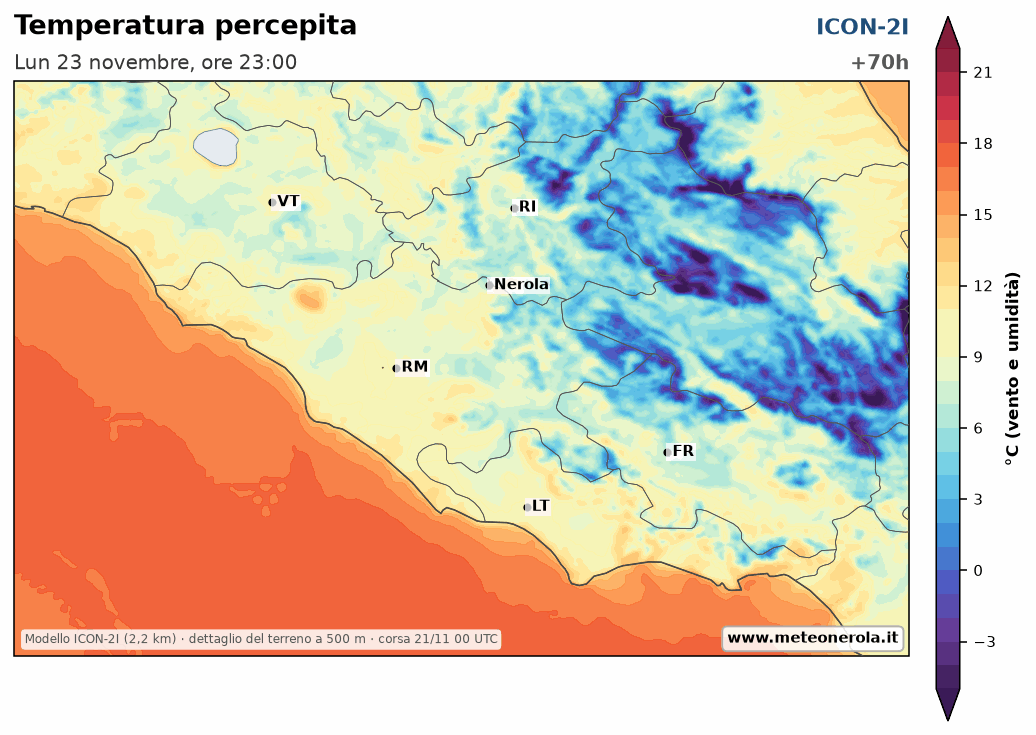 Temperatura percepita
ICON-2I
Lun 23 novembre, ore 23:00
+70h
21
18
15
12
9
6
3
0
−3
°C (vento e umidità)
VT
RI
Nerola
RM
FR
LT
Modello ICON-2I (2,2 km) · dettaglio del terreno a 500 m · corsa 21/11 00 UTC
www.meteonerola.it